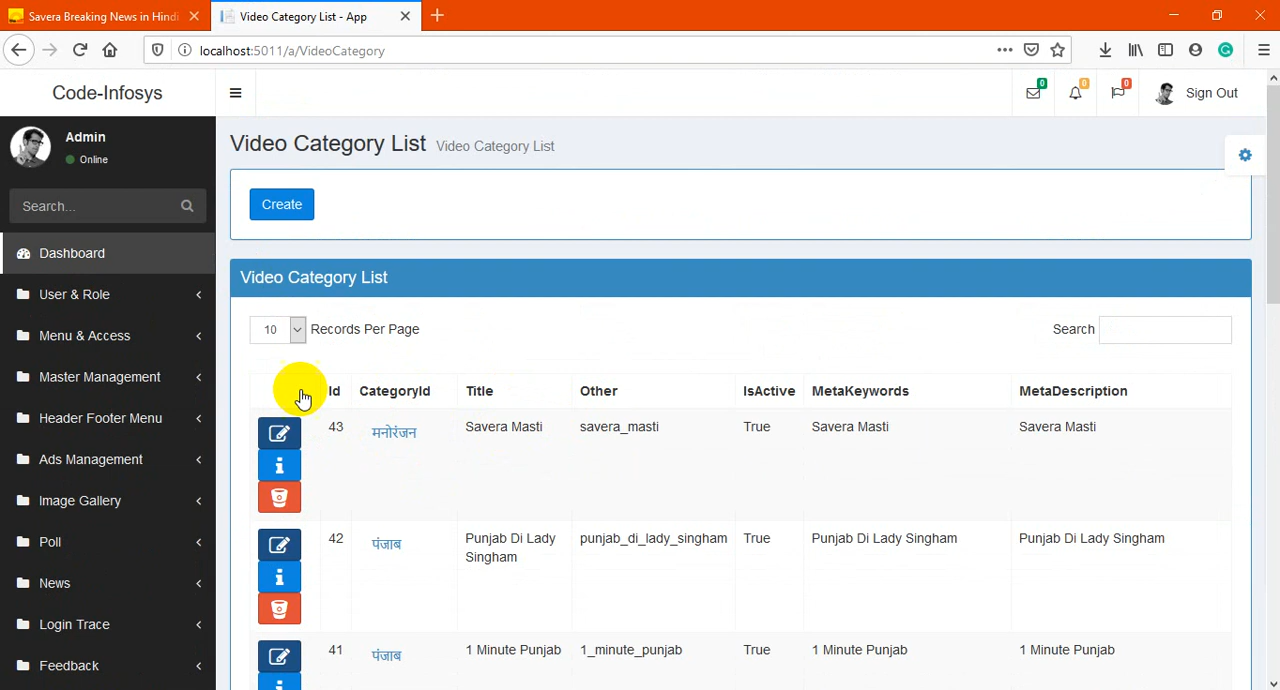 Savera Breaking News in Hindi
Video Category List - App
localhost:5011/a/VideoCategory
Code-Infosys
0
0
0
Sign Out
Admin
Online
Search...
Dashboard
User & Role
Menu & Access
Master Management
Header Footer Menu
Ads Management
Image Gallery
Poll
News
Login Trace
Feedback
Video Category List Video Category List
Create
Video Category List
10 Records Per Page
Search
Id CategoryId Title Other IsActive MetaKeywords MetaDescription
43 मनोरंजन Savera Masti savera_masti True Savera Masti Savera Masti
42 पंजाब Punjab Di Lady punjab_di_lady_singham True Punjab Di Lady Singham Punjab Di Lady Singham
Singham
41 पंजाब 1 Minute Punjab 1_minute_punjab True 1 Minute Punjab 1 Minute Punjab